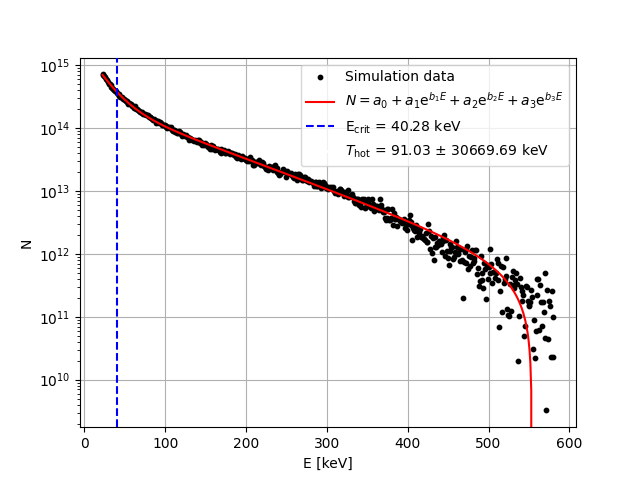 10^15
10^14
10^13
10^12
10^11
10^10
N
Simulation data
N = a_0 + a_1e^{b_1E} + a_2e^{b_2E} + a_3e^{b_3E}
E_crit = 40.28 keV
T_hot = 91.03 ± 30669.69 keV
0 100 200 300 400 500 600
E [keV]